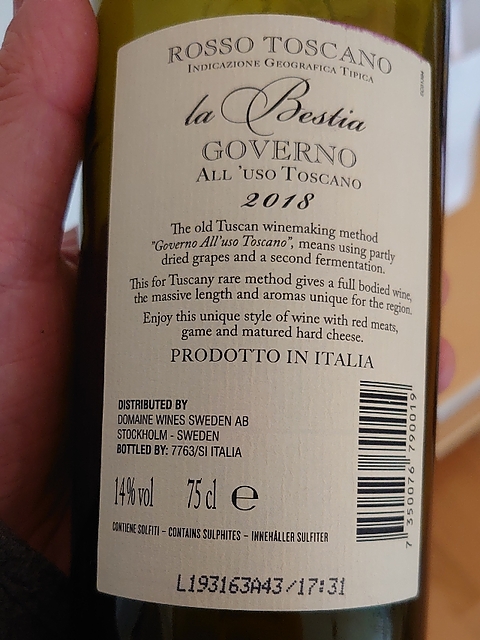 ROSSO TOSCANO
INDICAZIONE GEOGRAFICA TIPICA
la Bestia
GOVERNO
ALL 'USO TOSCANO
2018
The old Tuscan winemaking method
"Governo All'uso Toscano", means using partly
dried grapes and a second fermentation.
This for Tuscany rare method gives a full bodied wine,
the massive length and aromas unique for the region.
Enjoy this unique style of wine with red meats,
game and matured hard cheese.
PRODOTTO IN ITALIA
DISTRIBUTED BY
DOMAINE WINES SWEDEN AB
STOCKHOLM - SWEDEN
BOTTLED BY: 7763/SI ITALIA
14% vol 75 cl e
CONTIENE SOLFITI – CONTAINS SULPHITES – INNEHÅLLER SULFITER
7 350076 790019
L193163A43/17:31